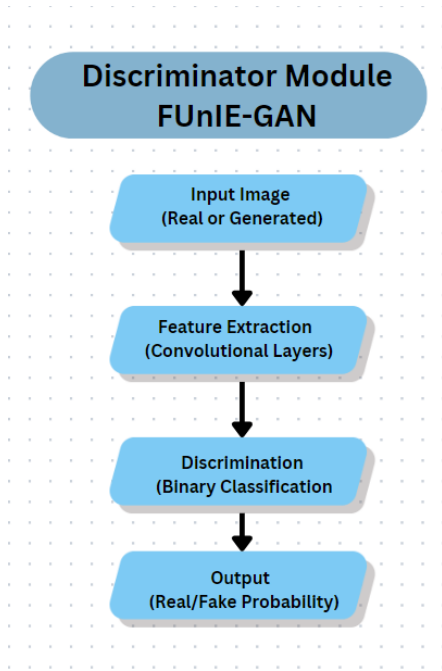 Discriminator Module
FUnIE-GAN
Input Image
(Real or Generated)
Feature Extraction
(Convolutional Layers)
Discrimination
(Binary Classification
Output
(Real/Fake Probability)